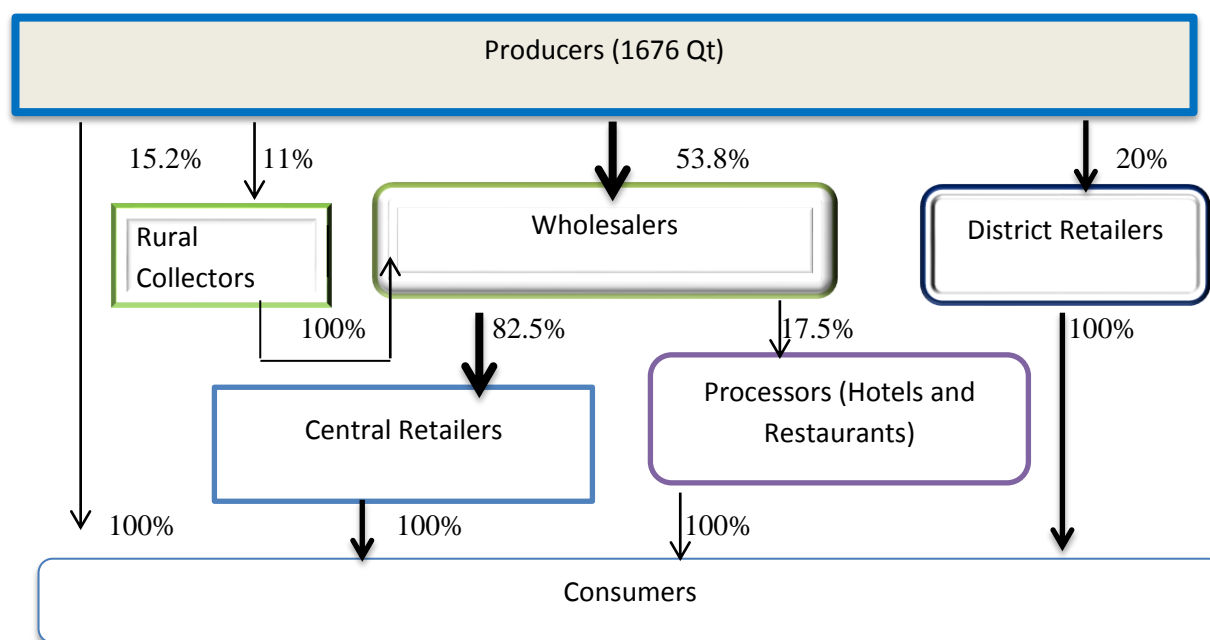 Producers (1676 Qt)
15.2% 11% 53.8% 20%
Rural
Collectors
Wholesalers
District Retailers
100% 82.5% 17.5% 100%
Central Retailers
Processors (Hotels and
Restaurants)
100% 100% 100%
Consumers